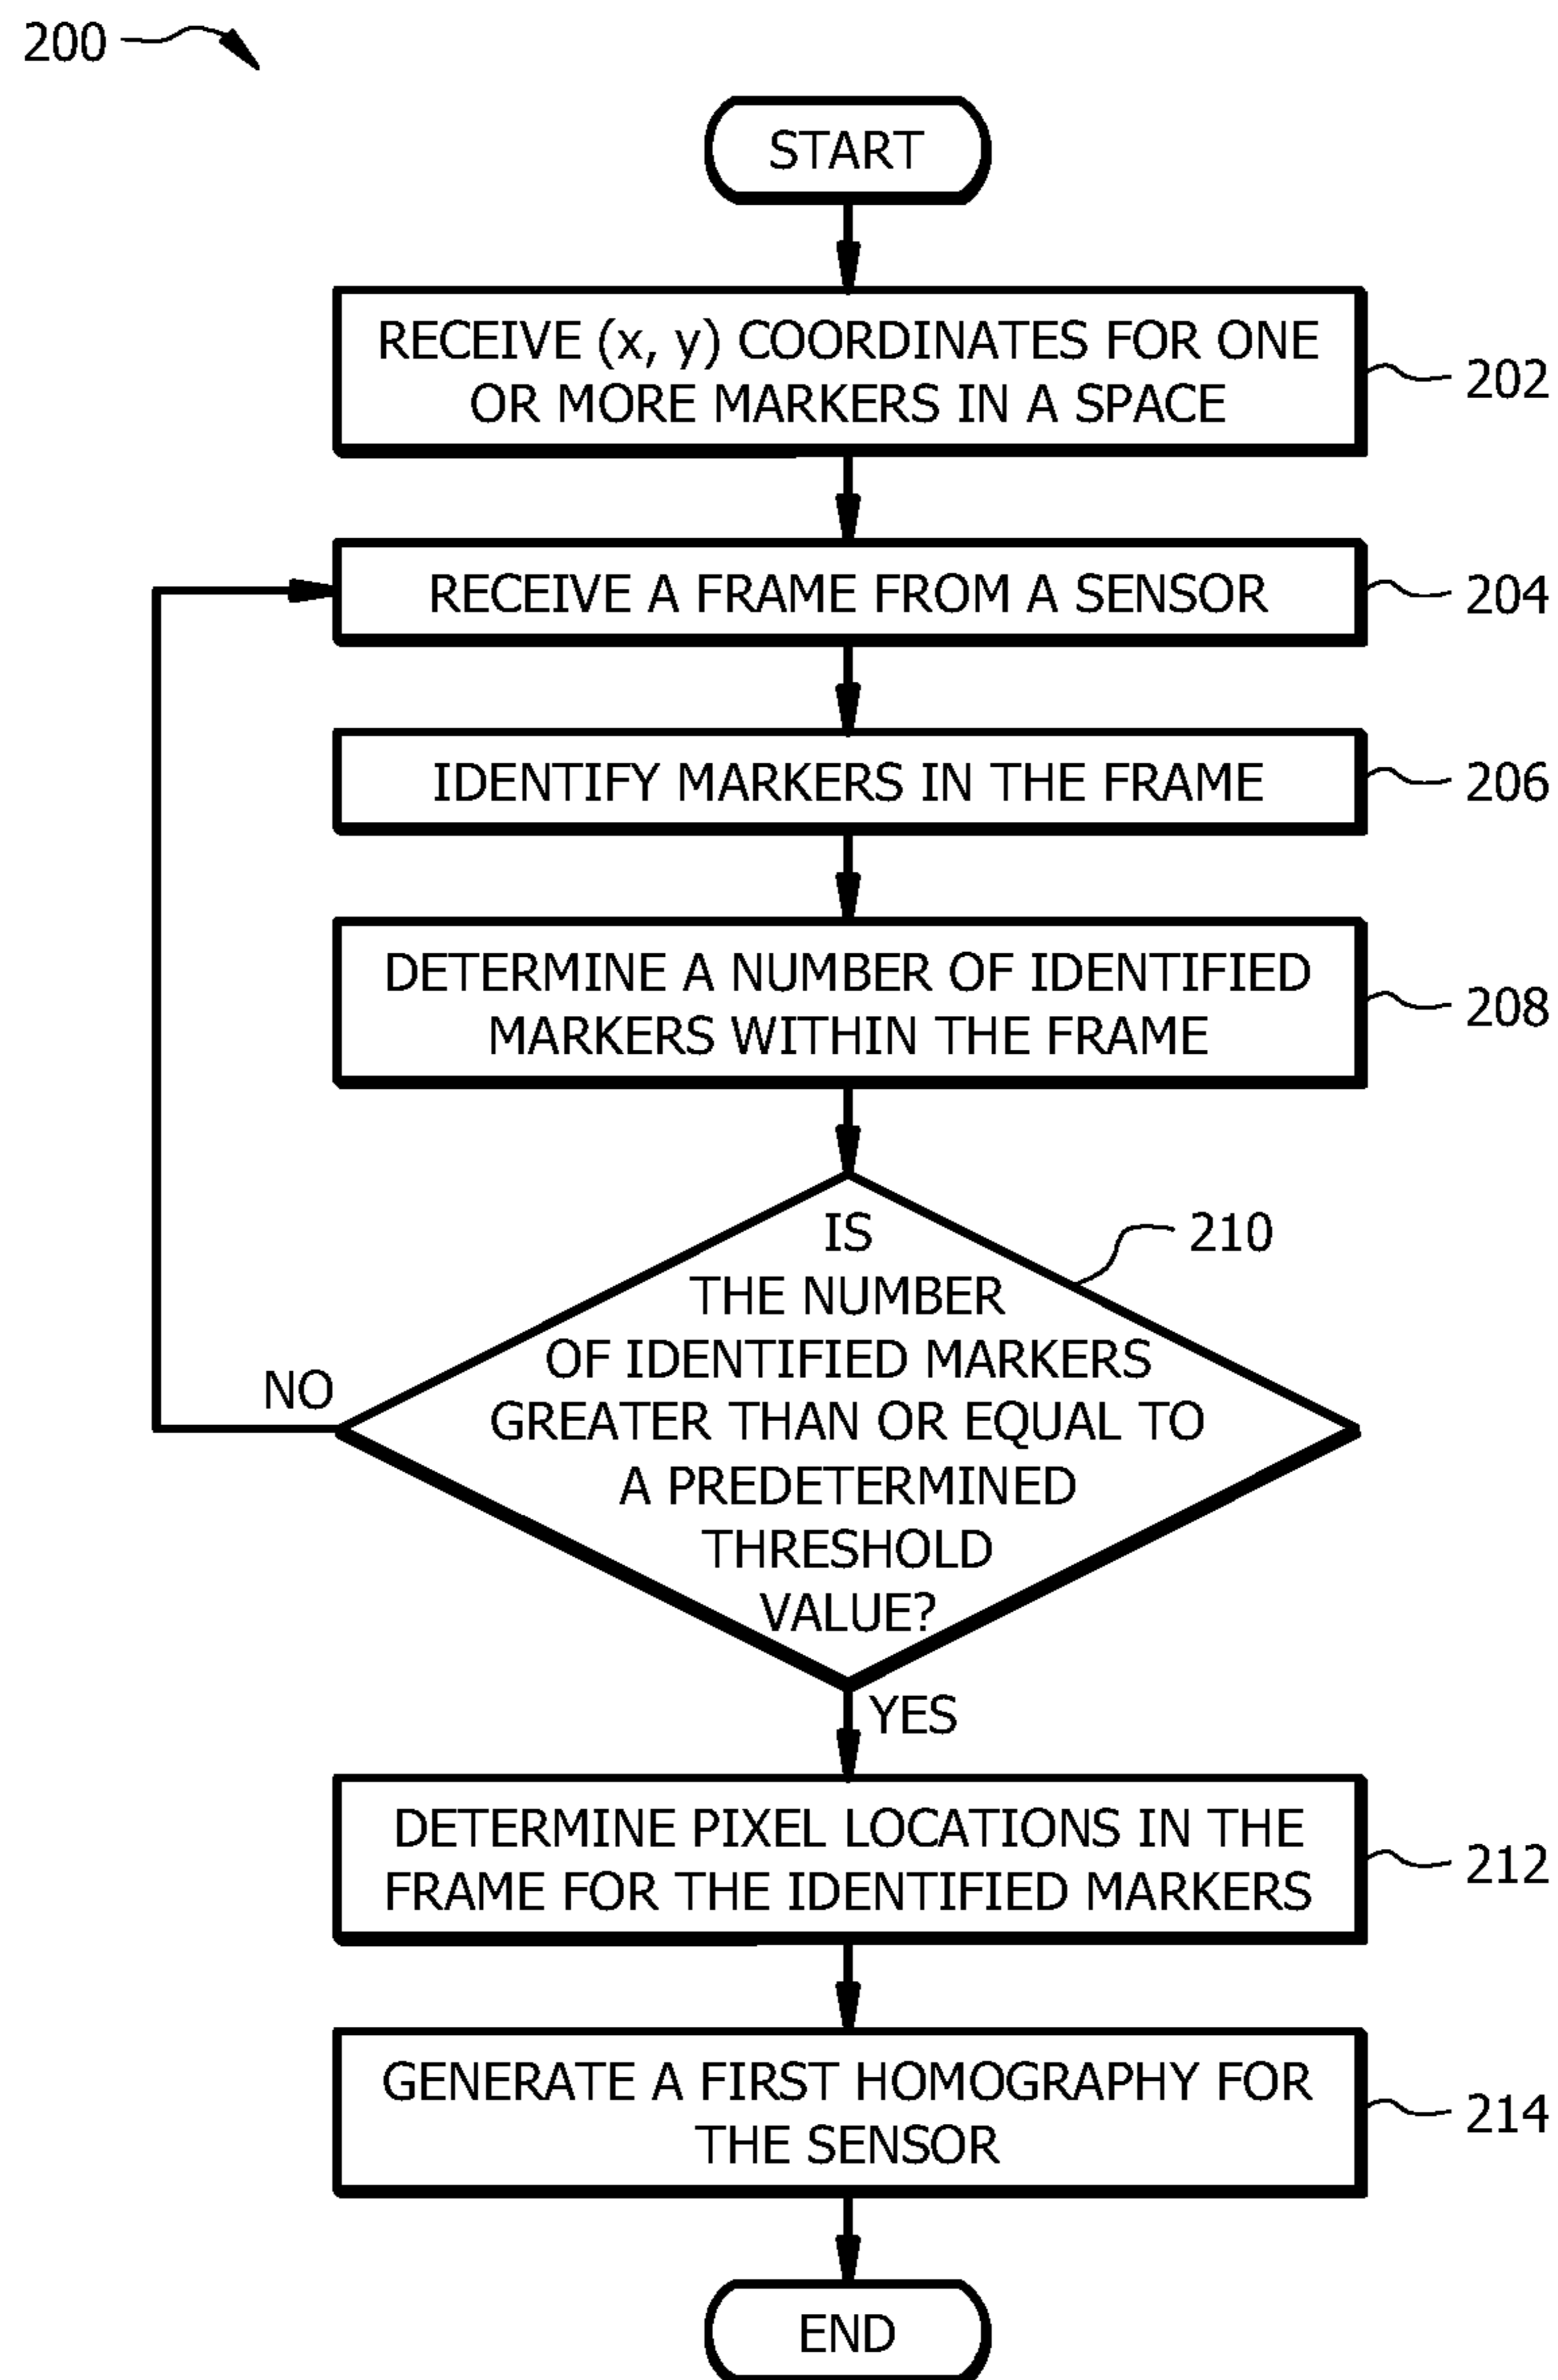 200
START
RECEIVE (x, y) COORDINATES FOR ONE
OR MORE MARKERS IN A SPACE
202
RECEIVE A FRAME FROM A SENSOR
204
IDENTIFY MARKERS IN THE FRAME
206
DETERMINE A NUMBER OF IDENTIFIED
MARKERS WITHIN THE FRAME
208
IS
THE NUMBER
OF IDENTIFIED MARKERS
GREATER THAN OR EQUAL TO
A PREDETERMINED
THRESHOLD
VALUE?
210
NO
YES
DETERMINE PIXEL LOCATIONS IN THE
FRAME FOR THE IDENTIFIED MARKERS
212
GENERATE A FIRST HOMOGRAPHY FOR
THE SENSOR
214
END